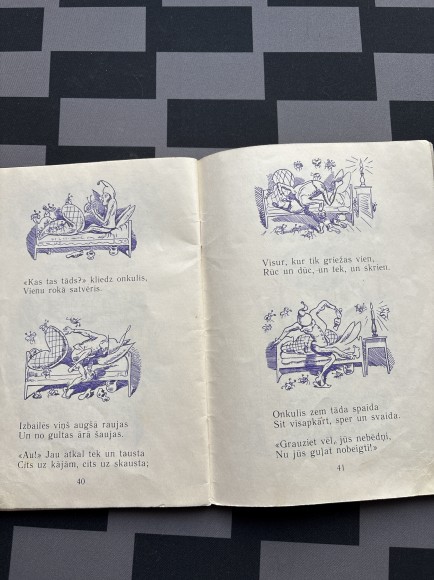 «Kas tas tāds?» kliedz onkulis,
Vienu rokā satvēris.
Izbailēs viņš augšā raujas
Un no gultas ārā šaujas.
«Au!» Jau atkal tek un tausta
Cits uz kājām, cits uz skausta;
40
Visur, kur tik griežas vien,
Rūc un dūc, un lek, un skrien.
Onkulis zem tāda spaida
Sit visapkārt, sper un svaida.
«Grauziet vēl, jūs nebēdņi,
Nu jūs guļat nobeigti!»
41